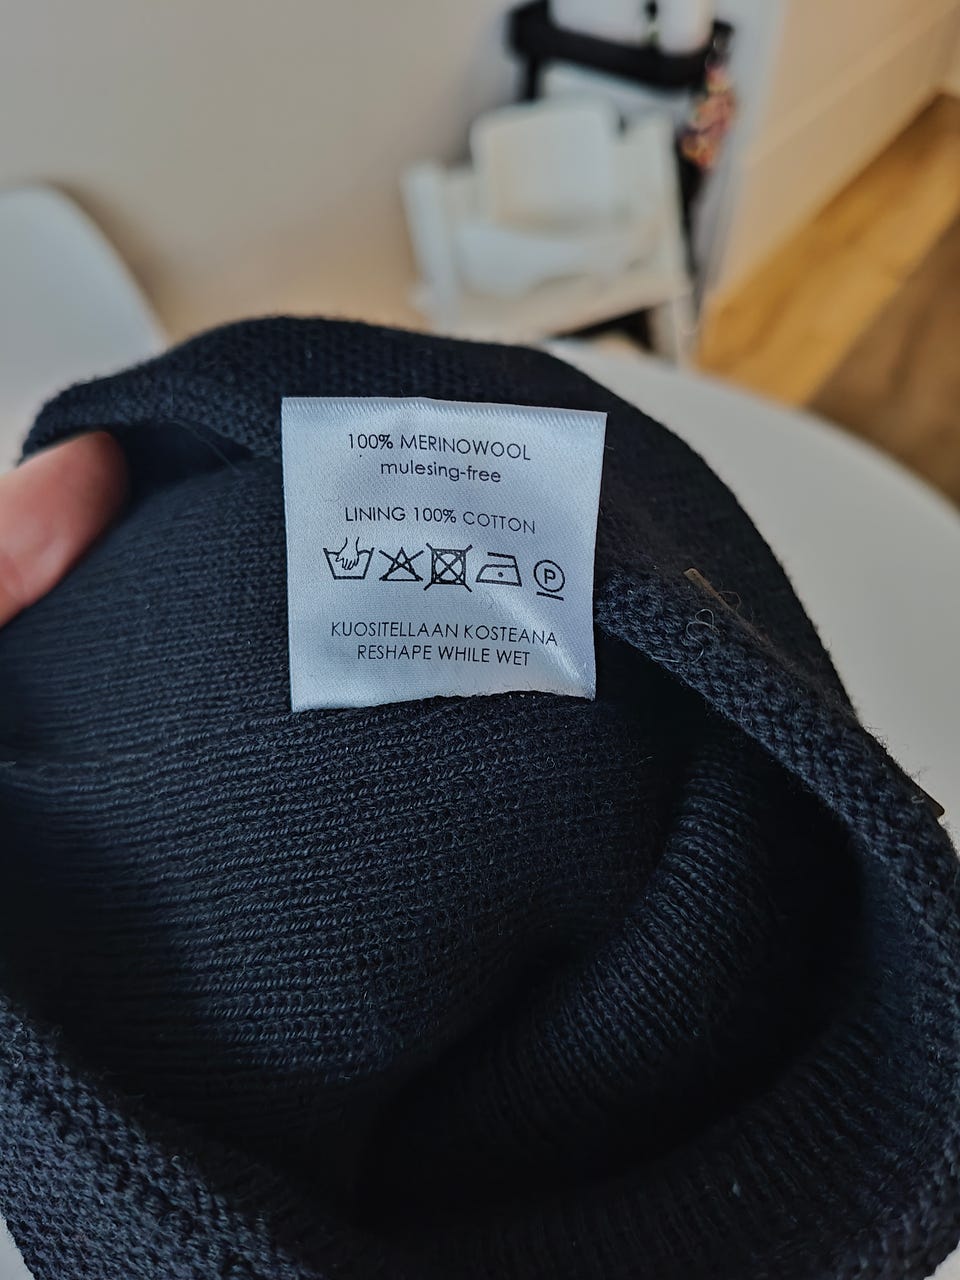 100% MERINOWOOL
mulesing-free
LINING 100% COTTON
P
KUOSITELLAAN KOSTEANA
RESHAPE WHILE WET